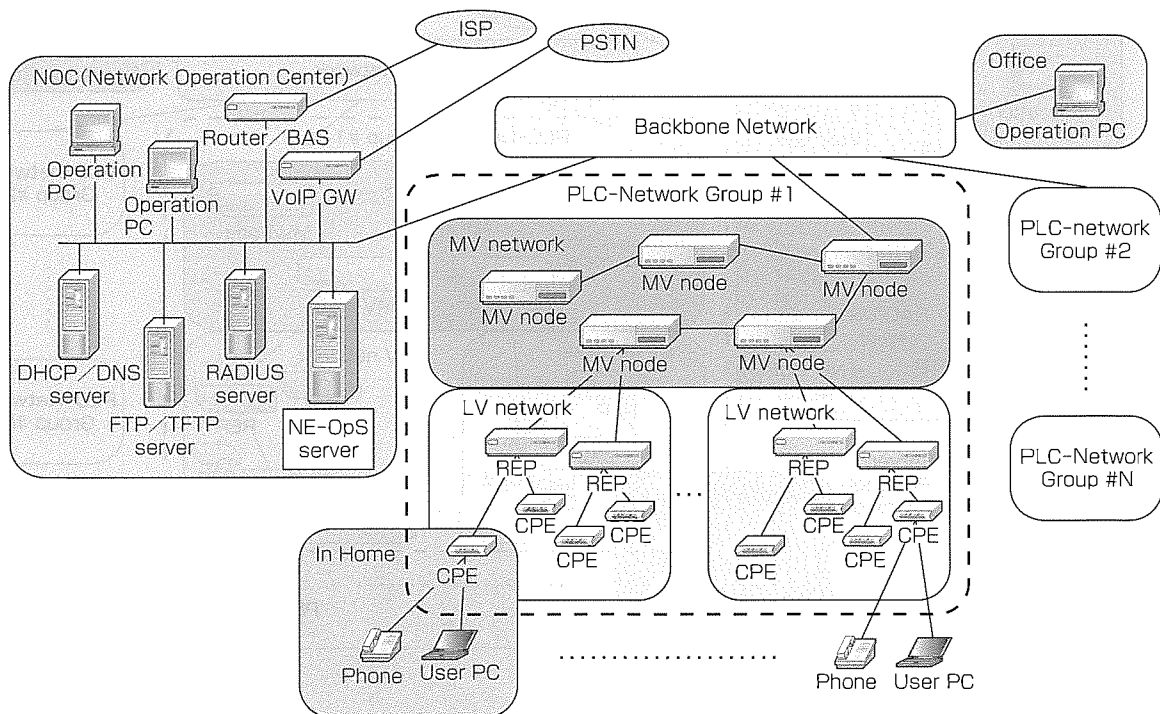 ISP
PSTN
NOC(Network Operation Center)
Operation
PC
Operation
PC
Router／BAS
VoIP GW
DHCP／DNS
server
FTP／TFTP
server
RADIUS
server
NE-OpS
server
Backbone Network
Office
Operation PC
PLC-Network Group #1
MV network
MV node
MV node
MV node
MV node
MV node
LV network
REP
REP
CPE
CPE
CPE
...
LV network
REP
REP
CPE
CPE
CPE
CPE
In Home
CPE
Phone
User PC
Phone
User PC
PLC-network
Group #2
PLC-Network
Group #N